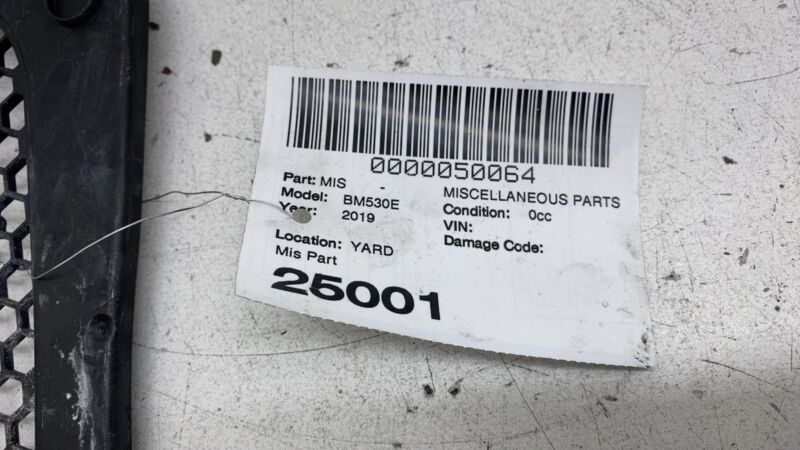 0000050064
Part: MIS - MISCELLANEOUS PARTS
Model: BM530E Condition: 0cc
Year: 2019 VIN:
Location: YARD Damage Code:
Mis Part
25001